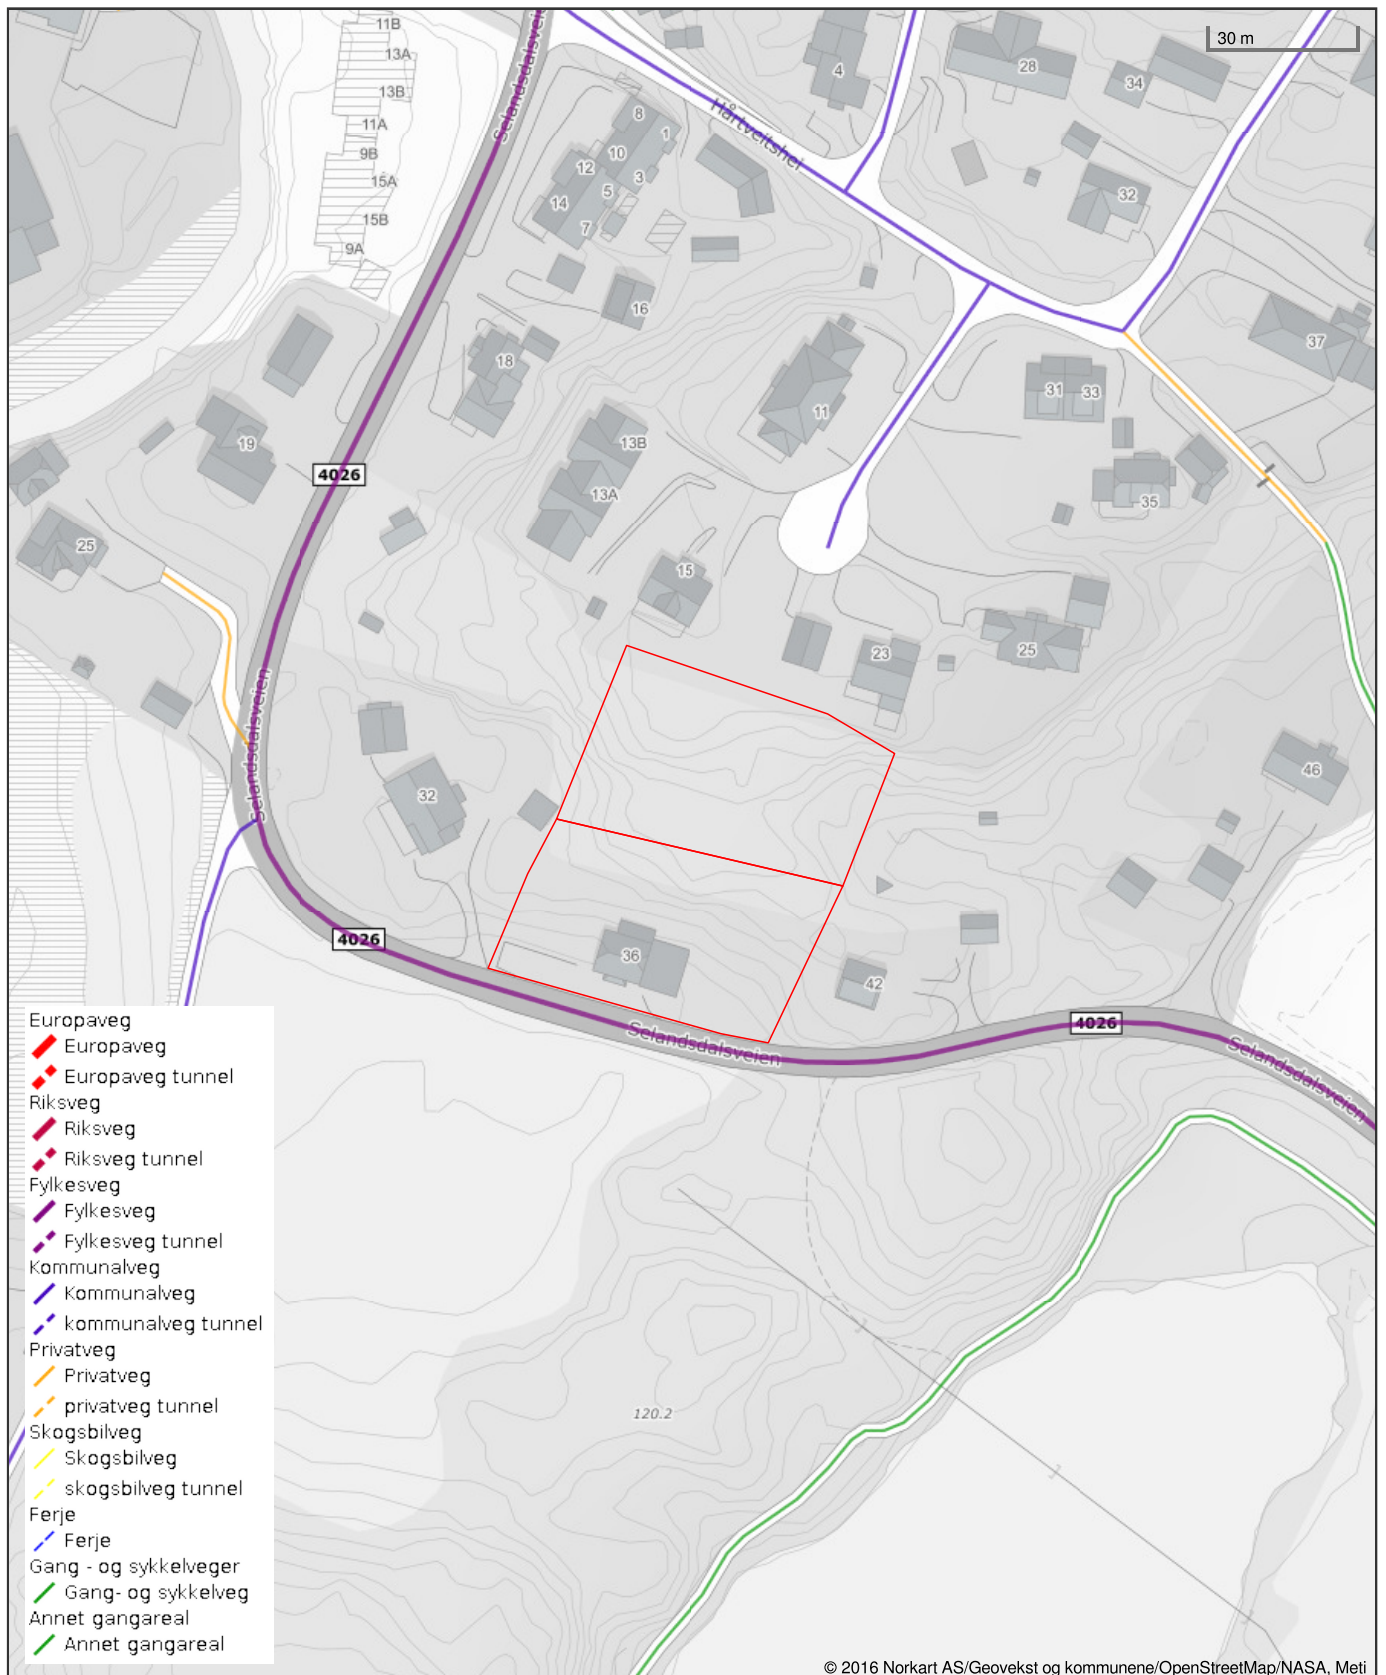 11B
13A
13B
11A
9B
15A
15B
9A
Selandsdalsveien
Hårtveitshei
30 m
4
28
34
32
8
1
10
12
3
5
14
7
16
18
11
37
31
33
35
13B
13A
19
4026
25
15
23
25
Selandsdalsveien
32
46
36
42
4026
4026
Selandsdalsveien
Selandsdalsveien
120.2
Europaveg
Europaveg
Europaveg tunnel
Riksveg
Riksveg
Riksveg tunnel
Fylkesveg
Fylkesveg
Fylkesveg tunnel
Kommunalveg
Kommunalveg
kommunalveg tunnel
Privatveg
Privatveg
privatveg tunnel
Skogsbilveg
Skogsbilveg
skogsbilveg tunnel
Ferje
Ferje
Gang - og sykkelveger
Gang- og sykkelveg
Annet gangareal
Annet gangareal
© 2016 Norkart AS/Geovekst og kommunene/OpenStreetMap/NASA, Meti